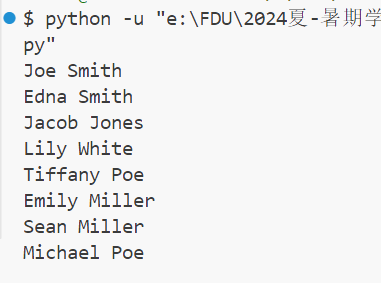 $ python -u "e:\FDU\2024夏-暑期学
py"
Joe Smith
Edna Smith
Jacob Jones
Lily White
Tiffany Poe
Emily Miller
Sean Miller
Michael Poe